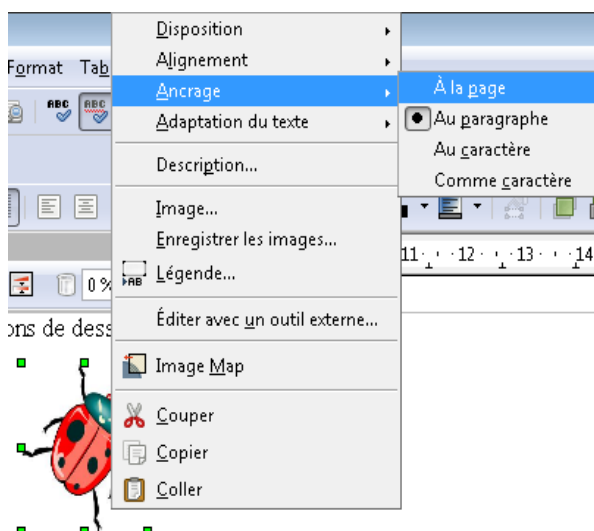 Disposition
Alignement
Format Tab
Ancrage
À la page
ABC
ABC
Au paragraphe
Adaptation du texte
Au caractère
Description...
Comme caractère
Image...
Enregistrer les images...
11 12 13 14
AB
Légende...
0 %
Éditer avec un outil externe...
ons de dess
Image Map
Couper
Copier
Coller